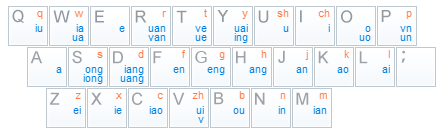 Q q W w E R r T t Y y U sh I ch O P p
iu ia e uan ve uai u i o vn
ua van ue ing uo un
A S s D d F f G g H h J j K k L l ;
a ong iang en eng ang an ao ai
iong uang
Z z X x C c V zh B b N n M m
ei ie iao ui ou in ian
v